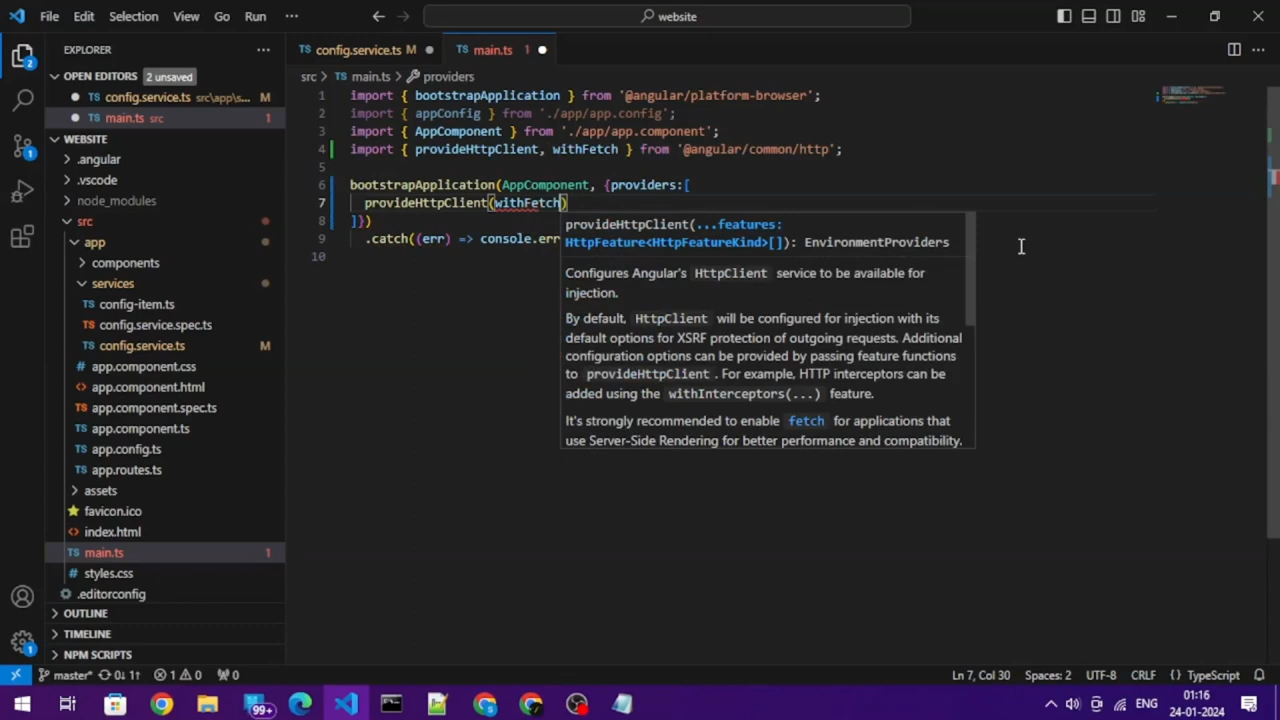 File Edit Selection View Go Run ··· website
EXPLORER
OPEN EDITORS 2 unsaved
TS config.service.ts src\app\s... M
TS main.ts src 1
WEBSITE
.angular
.vscode
node_modules
src
app
components
services
TS config-item.ts
TS config.service.spec.ts
TS config.service.ts M
# app.component.css
<> app.component.html
TS app.component.spec.ts
TS app.component.ts
TS app.config.ts
TS app.routes.ts
assets
favicon.ico
<> index.html
TS main.ts 1
# styles.css
.editorconfig
OUTLINE
TIMELINE
NPM SCRIPTS
2
1
1
TS config.service.ts M TS main.ts 1
src > TS main.ts > providers
1 import { bootstrapApplication } from '@angular/platform-browser';
2 import { appConfig } from './app/app.config';
3 import { AppComponent } from './app/app.component';
4 import { provideHttpClient, withFetch } from '@angular/common/http';
5
6 bootstrapApplication(AppComponent, {providers:[
7 provideHttpClient(withFetch)
8 ]})
9 .catch((err) => console.err
10
provideHttpClient(...features:
HttpFeature<HttpFeatureKind>[]): EnvironmentProviders
Configures Angular's HttpClient service to be available for
injection.
By default, HttpClient will be configured for injection with its
default options for XSRF protection of outgoing requests. Additional
configuration options can be provided by passing feature functions
to provideHttpClient. For example, HTTP interceptors can be
added using the withInterceptors(...) feature.
It's strongly recommended to enable fetch for applications that
use Server-Side Rendering for better performance and compatibility.
master* 0↓ 1↑ 1 0 0 Ln 7, Col 30 Spaces: 2 UTF-8 CRLF {} TypeScript
99+ ENG 01:16
24-01-2024